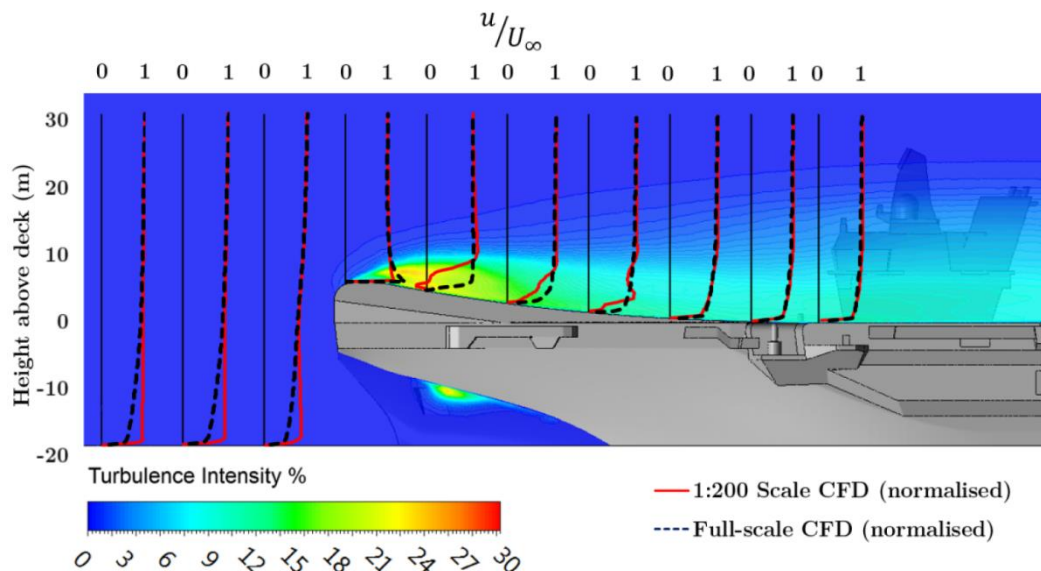 u/U∞
0 1 0 1 0 1 0 1 0 1 0 1 0 1 0 1 0 1 0 1
Height above deck (m)
30
20
10
0
-10
-20
Turbulence Intensity %
0 3 6 9 12 15 18 21 24 27 30
1:200 Scale CFD (normalised)
Full-scale CFD (normalised)